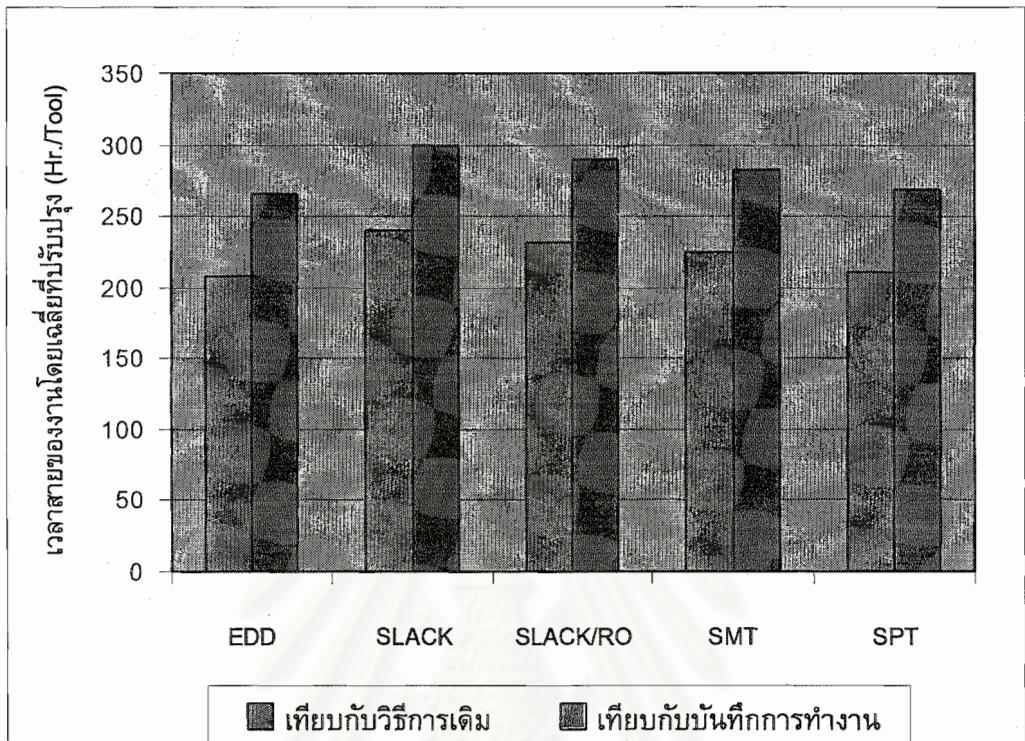 เวลาสายของงานโดยเฉลี่ยที่ปรับปรุง (Hr./Tool)
350
300
250
200
150
100
50
0
EDD SLACK SLACK/RO SMT SPT
เทียบกับวิธีการเดิม เทียบกับบันทึกการทำงาน